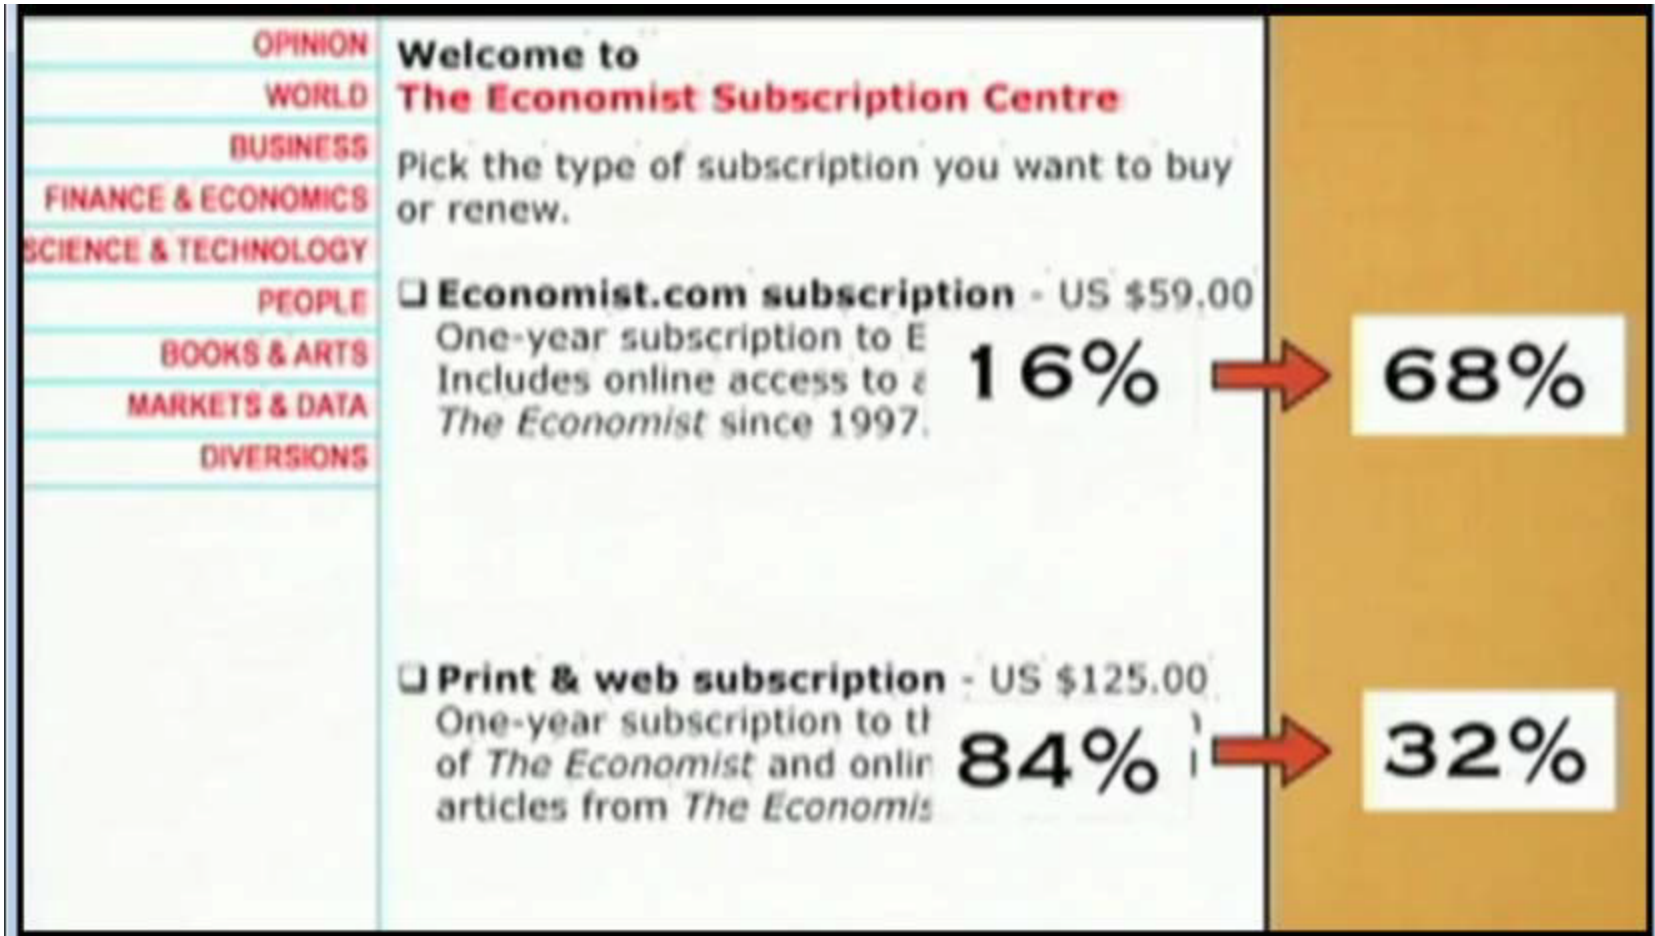 OPINION
WORLD
BUSINESS
FINANCE & ECONOMICS
SCIENCE & TECHNOLOGY
PEOPLE
BOOKS & ARTS
MARKETS & DATA
DIVERSIONS
Welcome to
The Economist Subscription Centre
Pick the type of subscription you want to buy
or renew.
Economist.com subscription - US $59.00
One-year subscription to E
Includes online access to
The Economist since 1997.
16%
68%
Print & web subscription - US $125.00
One-year subscription to
of The Economist and
articles from The
84%
32%